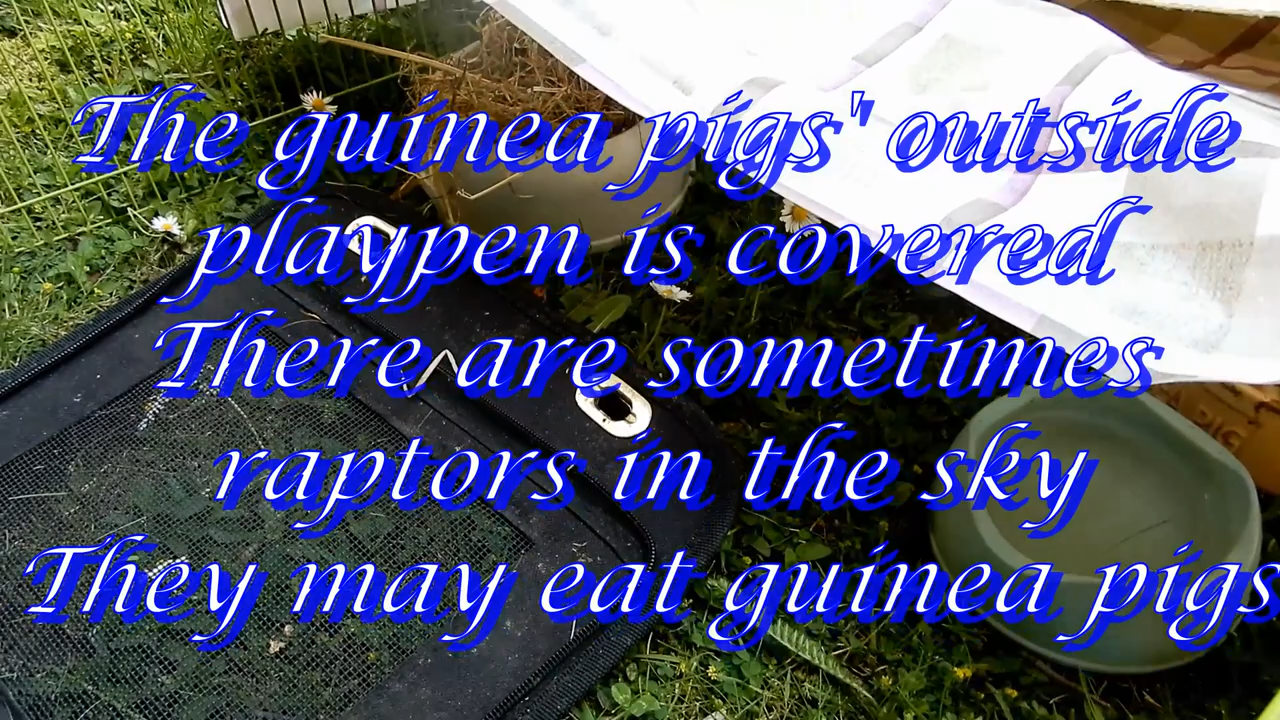 The guinea pigs' outside
playpen is covered
There are sometimes
raptors in the sky
They may eat guinea pigs